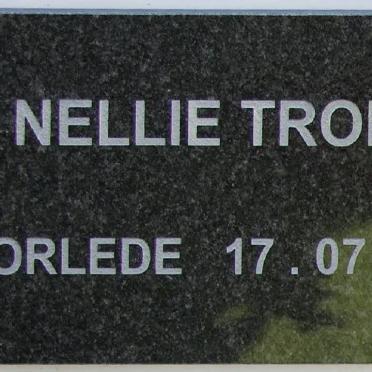 NELLIE TRO
ORLEDE 17 . 07